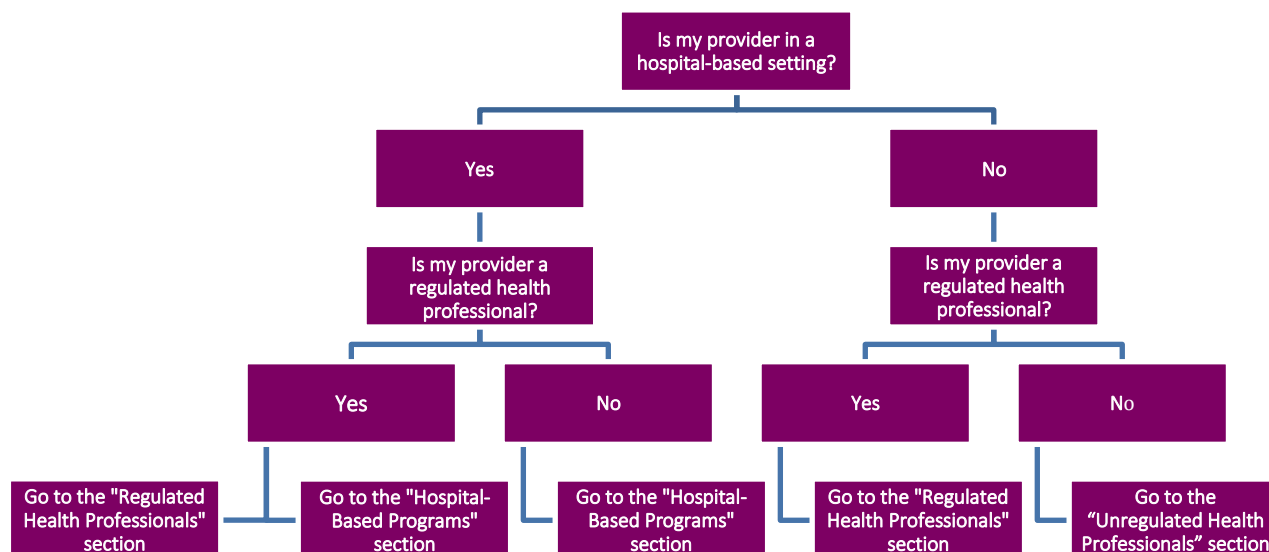 Is my provider in a
hospital-based setting?
Yes
No
Is my provider a
regulated health
professional?
Is my provider a
regulated health
professional?
Yes
No
Yes
No
Go to the "Regulated
Health Professionals"
section
Go to the "Hospital-
Based Programs"
section
Go to the "Hospital-
Based Programs"
section
Go to the "Regulated
Health Professionals"
section
Go to the
“Unregulated Health
Professionals” section